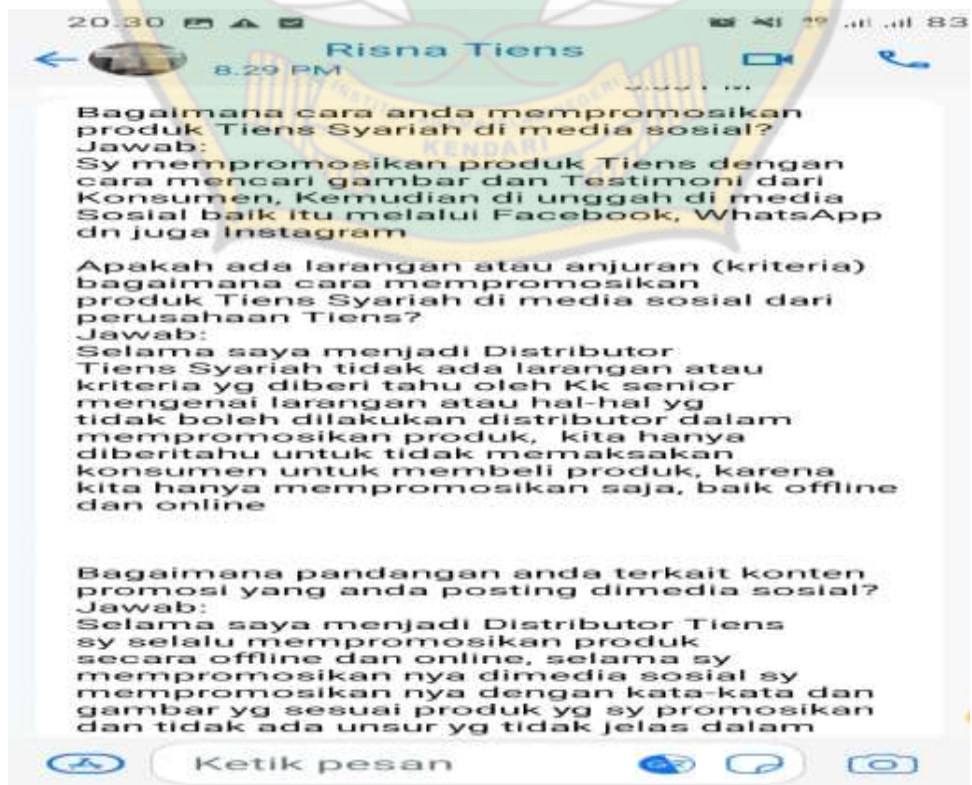 20.30
83
Risna Tiens
8.29 PM
Bagaimana cara anda mempromosikan
produk Tiens Syariah di media sosial?
Jawab:
Sy mempromosikan produk Tiens dengan
cara mencari gambar dan Testimoni dari
Konsumen, Kemudian di unggah di media
Sosial baik itu melalui Facebook, WhatsApp
dn juga Instagram
Apakah ada larangan atau anjuran (kriteria)
bagaimana cara mempromosikan
produk Tiens Syariah di media sosial dari
perusahaan Tiens?
Jawab:
Selama saya menjadi Distributor
Tiens Syariah tidak ada larangan atau
kriteria yg diberi tahu oleh Kk senior
mengenai larangan atau hal-hal yg
tidak boleh dilakukan distributor dalam
mempromosikan produk, kita hanya
diberitahu untuk tidak memaksakan
konsumen untuk membeli produk, karena
kita hanya mempromosikan saja, baik offline
dan online
Bagaimana pandangan anda terkait konten
promosi yang anda posting dimedia sosial?
Jawab:
Selama saya menjadi Distributor Tiens
sy selalu mempromosikan produk
secara offline dan online, selama sy
mempromosikan nya dimedia sosial sy
mempromosikan nya dengan kata-kata dan
gambar yg sesuai produk yg sy promosikan
dan tidak ada unsur yg tidak jelas dalam
Ketik pesan
KENDARI